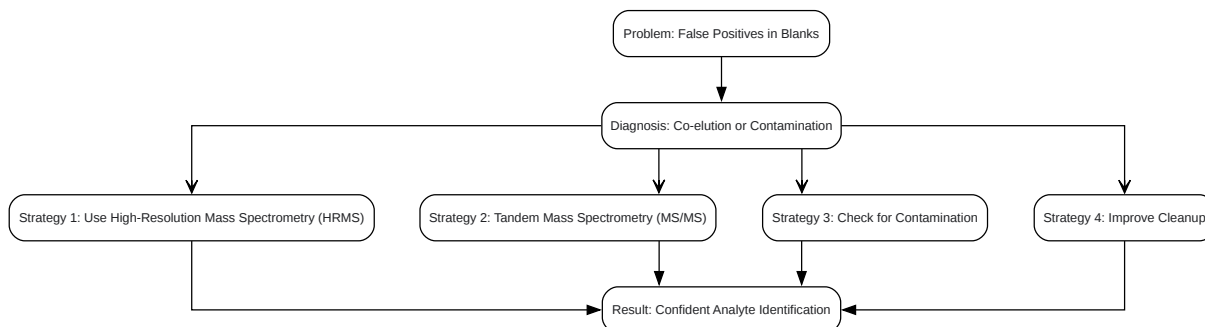 Problem: False Positives in Blanks
Diagnosis: Co-elution or Contamination
Strategy 1: Use High-Resolution Mass Spectrometry (HRMS)
Strategy 2: Tandem Mass Spectrometry (MS/MS)
Strategy 3: Check for Contamination
Strategy 4: Improve Cleanup
Result: Confident Analyte Identification